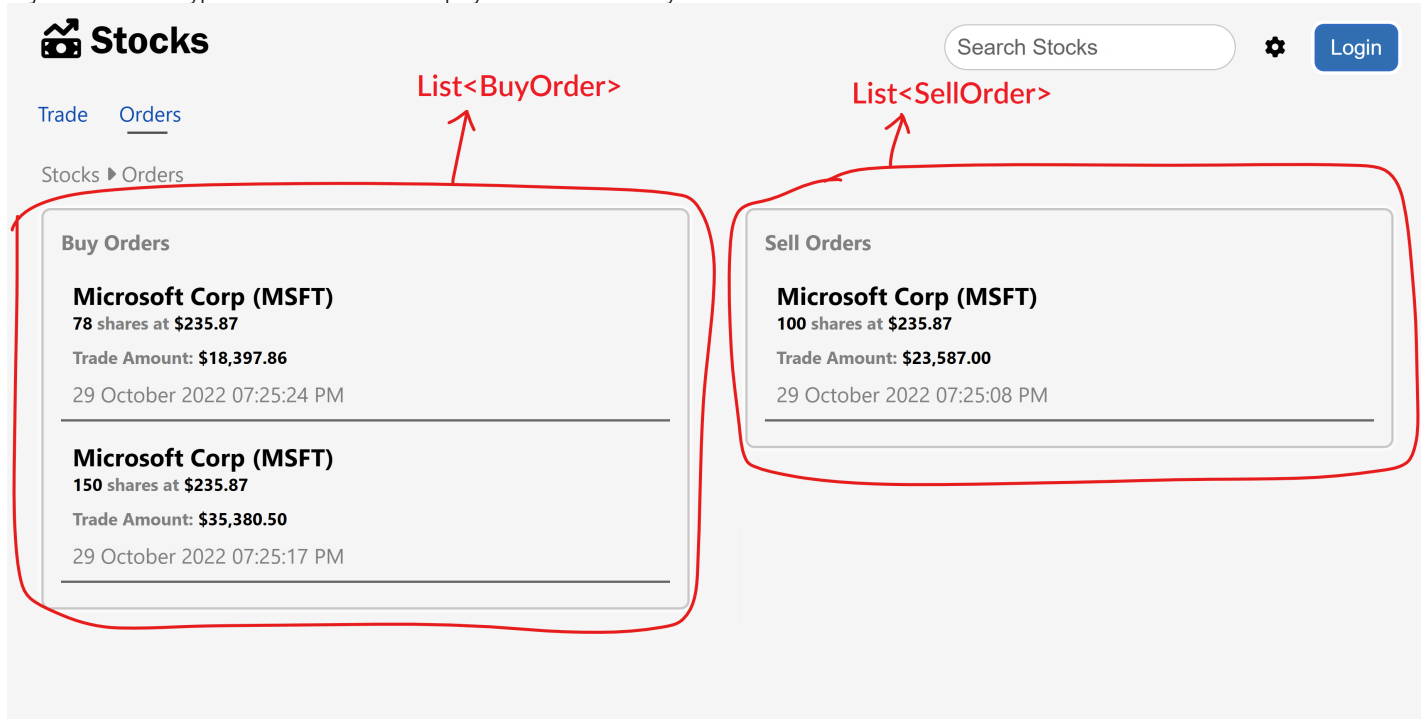 Stocks
Search Stocks
Login
List<BuyOrder>
List<SellOrder>
Trade Orders
Stocks Orders
Buy Orders
Microsoft Corp (MSFT)
78 shares at $235.87
Trade Amount: $18,397.86
29 October 2022 07:25:24 PM
Microsoft Corp (MSFT)
150 shares at $235.87
Trade Amount: $35,380.50
29 October 2022 07:25:17 PM
Sell Orders
Microsoft Corp (MSFT)
100 shares at $235.87
Trade Amount: $23,587.00
29 October 2022 07:25:08 PM